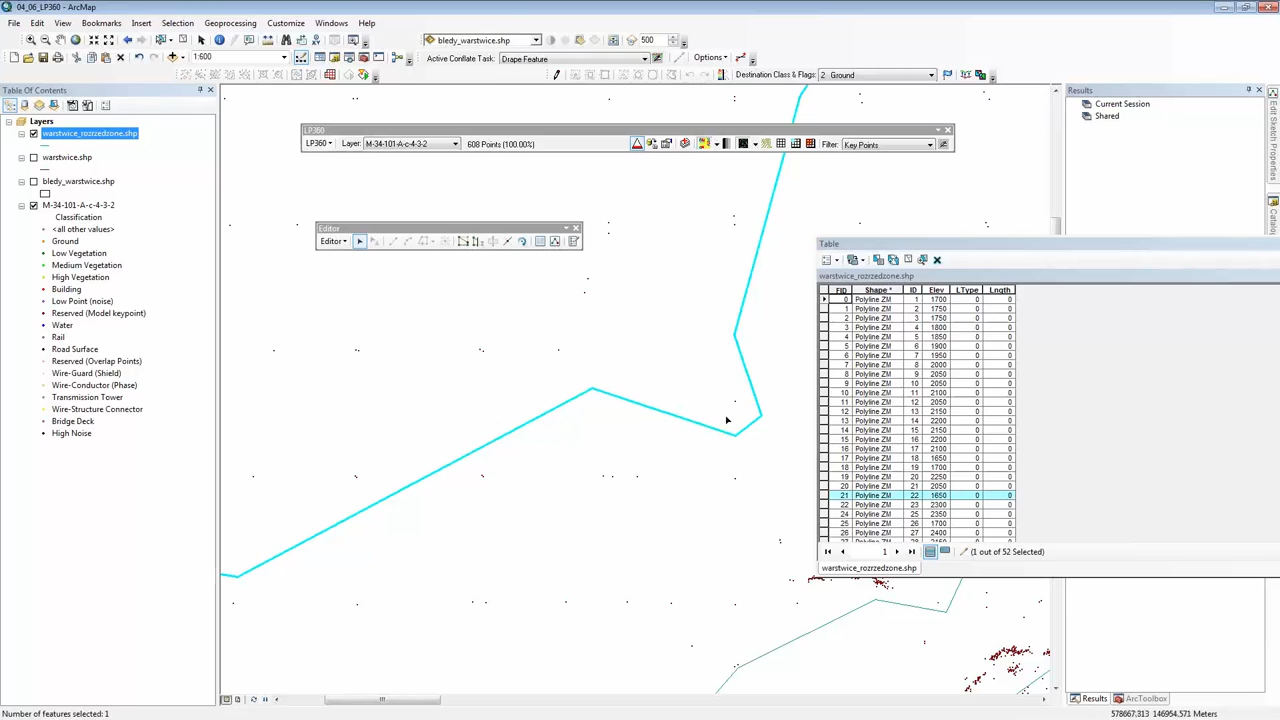 04_06_LP360 - ArcMap
File Edit View Bookmarks Insert Selection Geoprocessing Customize Windows Help
bledy_warstwice.shp 500
1:600 Active Conflate Task: Drape Feature Options
Destination Class & Flags: 2 Ground
Table Of Contents
Layers
warstwice_rozrzedzone.shp
warstwice.shp
bledy_warstwice.shp
M-34-101-A-c-4-3-2
Classification
<all other values>
Ground
Low Vegetation
Medium Vegetation
High Vegetation
Building
Low Point (noise)
Reserved (Model keypoint)
Water
Rail
Road Surface
Reserved (Overlap Points)
Wire-Guard (Shield)
Wire-Conductor (Phase)
Transmission Tower
Wire-Structure Connector
Bridge Deck
High Noise
LP360
LP360 Layer: M-34-101-A-c-4-3-2 608 Points (100.00%) Filter: Key Points
Editor
Editor
Table
warstwice_rozrzedzone.shp
FID Shape * ID Elev LType Lngth
0 Polyline ZM 1 1700 0 0
1 Polyline ZM 2 1750 0 0
2 Polyline ZM 3 1750 0 0
3 Polyline ZM 4 1800 0 0
4 Polyline ZM 5 1850 0 0
5 Polyline ZM 6 1900 0 0
6 Polyline ZM 7 1950 0 0
7 Polyline ZM 8 2000 0 0
8 Polyline ZM 9 2050 0 0
9 Polyline ZM 10 2050 0 0
10 Polyline ZM 11 2100 0 0
11 Polyline ZM 12 2050 0 0
12 Polyline ZM 13 2150 0 0
13 Polyline ZM 14 2200 0 0
14 Polyline ZM 15 2150 0 0
15 Polyline ZM 16 2200 0 0
16 Polyline ZM 17 2100 0 0
17 Polyline ZM 18 1650 0 0
18 Polyline ZM 19 1700 0 0
19 Polyline ZM 20 2250 0 0
20 Polyline ZM 21 2050 0 0
21 Polyline ZM 22 1650 0 0
22 Polyline ZM 23 2300 0 0
24 Polyline ZM 25 2350 0 0
25 Polyline ZM 26 1700 0 0
26 Polyline ZM 27 2400 0 0
1 (1 out of 52 Selected)
warstwice_rozrzedzone.shp
Results
Current Session
Shared
Edit Sketch Properties
Catalog
Results ArcToolbox
Number of features selected: 1
578667,313 146954,571 Meters